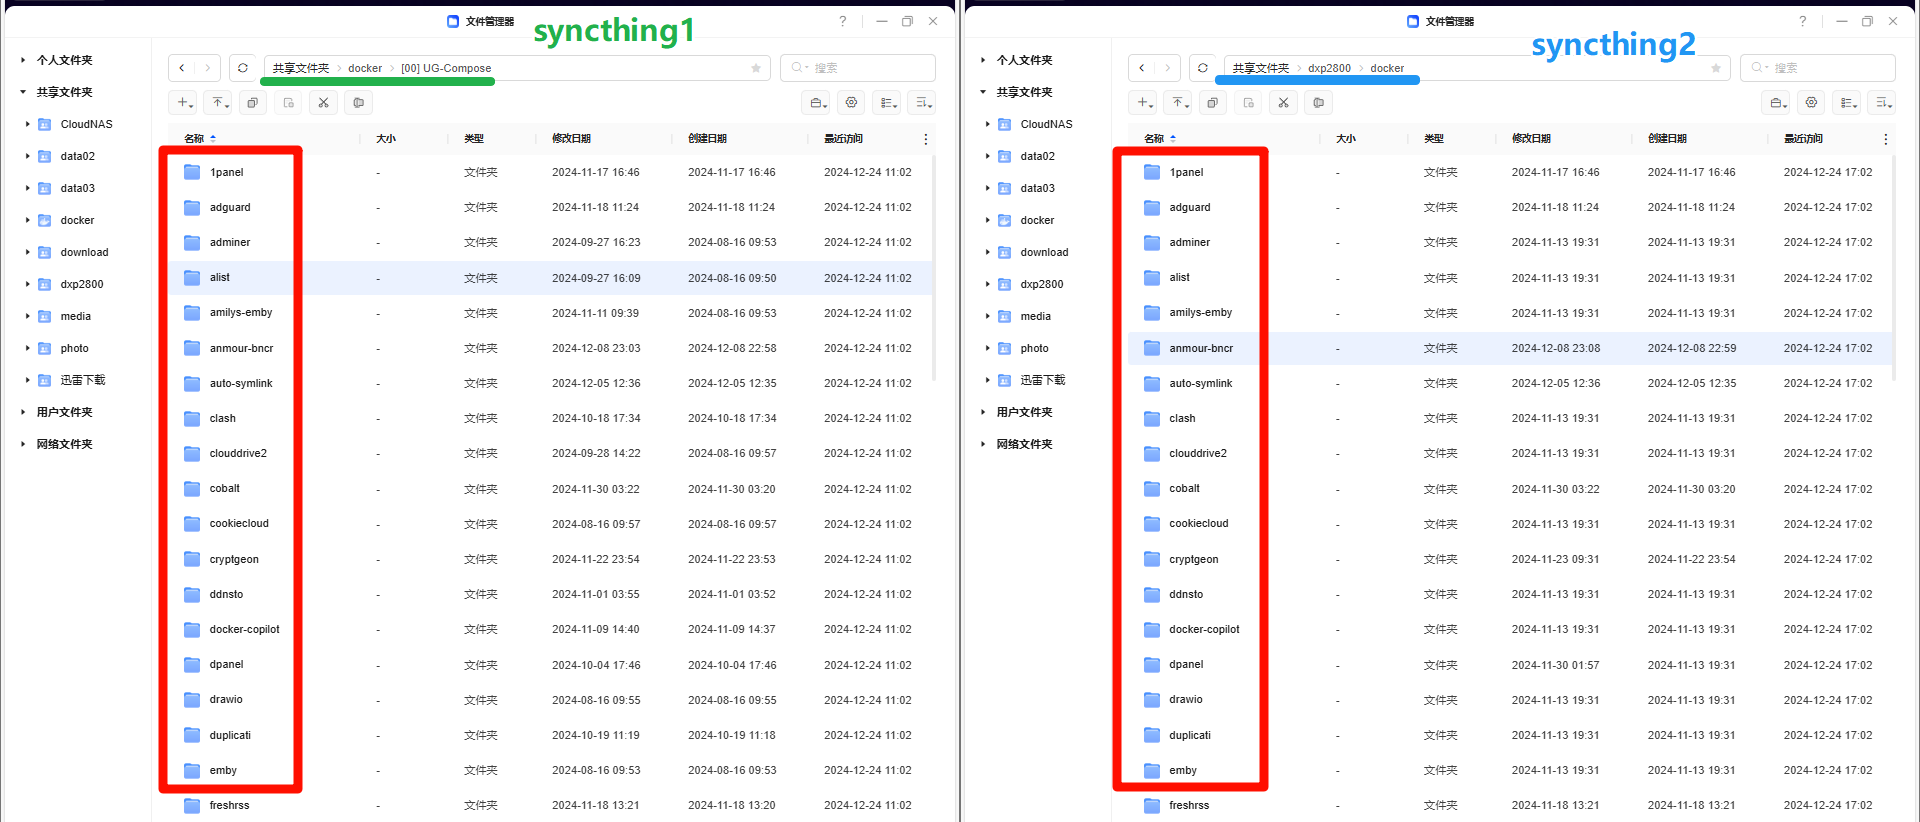 文件管理器
syncthing1
个人文件夹
共享文件夹
CloudNAS
data02
data03
docker
download
dxp2800
media
photo
迅雷下载
用户文件夹
网络文件夹
共享文件夹 > docker > [00] UG-Compose
搜索
名称 大小 类型 修改日期 创建日期 最近访问
1panel - 文件夹 2024-11-17 16:46 2024-11-17 16:46 2024-12-24 11:02
adguard - 文件夹 2024-11-18 11:24 2024-11-18 11:24 2024-12-24 11:02
adminer - 文件夹 2024-09-27 16:23 2024-08-16 09:53 2024-12-24 11:02
alist - 文件夹 2024-09-27 16:09 2024-08-16 09:50 2024-12-24 11:02
amilys-emby - 文件夹 2024-11-11 09:39 2024-08-16 09:53 2024-12-24 11:02
anmour-bncr - 文件夹 2024-12-08 23:03 2024-12-08 22:58 2024-12-24 11:02
auto-symlink - 文件夹 2024-12-05 12:36 2024-12-05 12:35 2024-12-24 11:02
clash - 文件夹 2024-10-18 17:34 2024-10-18 17:34 2024-12-24 11:02
clouddrive2 - 文件夹 2024-09-28 14:22 2024-08-16 09:57 2024-12-24 11:02
cobalt - 文件夹 2024-11-30 03:22 2024-11-30 03:20 2024-12-24 11:02
cookiecloud - 文件夹 2024-08-16 09:57 2024-08-16 09:57 2024-12-24 11:02
cryptgeon - 文件夹 2024-11-22 23:54 2024-11-22 23:53 2024-12-24 11:02
ddnsto - 文件夹 2024-11-01 03:55 2024-11-01 03:52 2024-12-24 11:02
docker-copilot - 文件夹 2024-11-09 14:40 2024-11-09 14:37 2024-12-24 11:02
dpanel - 文件夹 2024-10-04 17:46 2024-10-04 17:46 2024-12-24 11:02
drawio - 文件夹 2024-08-16 09:55 2024-08-16 09:55 2024-12-24 11:02
duplicati - 文件夹 2024-10-19 11:19 2024-10-19 11:18 2024-12-24 11:02
emby - 文件夹 2024-08-16 09:53 2024-08-16 09:53 2024-12-24 11:02
freshrss - 文件夹 2024-11-18 13:21 2024-11-18 13:20 2024-12-24 11:02
文件管理器
syncthing2
个人文件夹
共享文件夹
CloudNAS
data02
data03
docker
download
dxp2800
media
photo
迅雷下载
用户文件夹
网络文件夹
共享文件夹 > dxp2800 > docker
搜索
名称 大小 类型 修改日期 创建日期 最近访问
1panel - 文件夹 2024-11-17 16:46 2024-11-17 16:46 2024-12-24 17:02
adguard - 文件夹 2024-11-18 11:24 2024-11-18 11:24 2024-12-24 17:02
adminer - 文件夹 2024-11-13 19:31 2024-11-13 19:31 2024-12-24 17:02
alist - 文件夹 2024-11-13 19:31 2024-11-13 19:31 2024-12-24 17:02
amilys-emby - 文件夹 2024-11-13 19:31 2024-11-13 19:31 2024-12-24 17:02
anmour-bncr - 文件夹 2024-12-08 23:08 2024-12-08 22:59 2024-12-24 17:02
auto-symlink - 文件夹 2024-12-05 12:36 2024-12-05 12:35 2024-12-24 17:02
clash - 文件夹 2024-11-13 19:31 2024-11-13 19:31 2024-12-24 17:02
clouddrive2 - 文件夹 2024-11-13 19:31 2024-11-13 19:31 2024-12-24 17:02
cobalt - 文件夹 2024-11-30 03:22 2024-11-30 03:20 2024-12-24 17:02
cookiecloud - 文件夹 2024-11-13 19:31 2024-11-13 19:31 2024-12-24 17:02
cryptgeon - 文件夹 2024-11-23 09:31 2024-11-22 23:54 2024-12-24 17:02
ddnsto - 文件夹 2024-11-13 19:31 2024-11-13 19:31 2024-12-24 17:02
docker-copilot - 文件夹 2024-11-13 19:31 2024-11-13 19:31 2024-12-24 17:02
dpanel - 文件夹 2024-11-30 01:57 2024-11-13 19:31 2024-12-24 17:02
drawio - 文件夹 2024-11-13 19:31 2024-11-13 19:31 2024-12-24 17:02
duplicati - 文件夹 2024-11-13 19:31 2024-11-13 19:31 2024-12-24 17:02
emby - 文件夹 2024-11-13 19:31 2024-11-13 19:31 2024-12-24 17:02
freshrss - 文件夹 2024-11-18 13:21 2024-11-18 13:21 2024-12-24 17:02